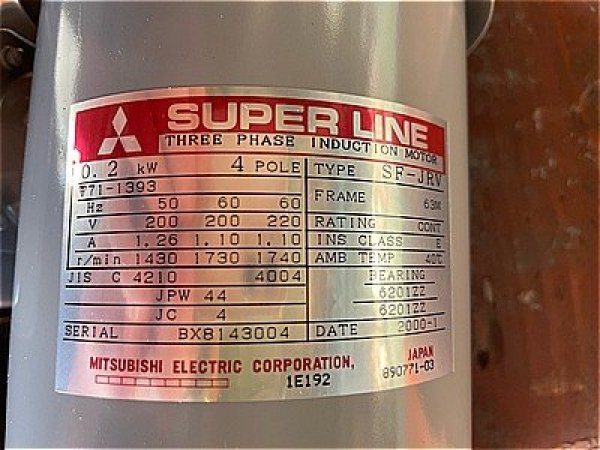 SUPER LINE
THREE PHASE INDUCTION MOTOR
0.2 kW 4 POLE TYPE SF-JRV
F71-1393 FRAME 63M
Hz 50 60 60
V 200 200 220 RATING CONT
A 1.26 1.10 1.10 INS CLASS E
r/min 1430 1730 1740 AMB TEMP 40℃
JIS C 4210 4004 BEARING
JPW 44 6201ZZ
JC 4 6201ZZ
SERIAL BX8143004 DATE 2000-1
MITSUBISHI ELECTRIC CORPORATION, JAPAN
1E192 890771-03